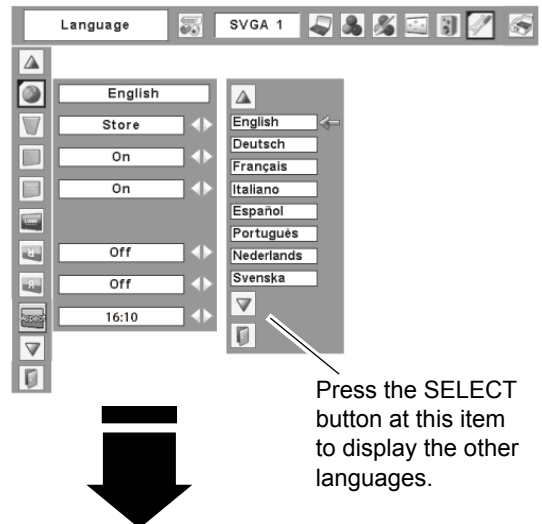 Language
SVGA 1
English
Store
On
On
Off
Off
16:10
English
Deutsch
Français
Italiano
Español
Português
Nederlands
Svenska
Press the SELECT
button at this item
to display the other
languages.